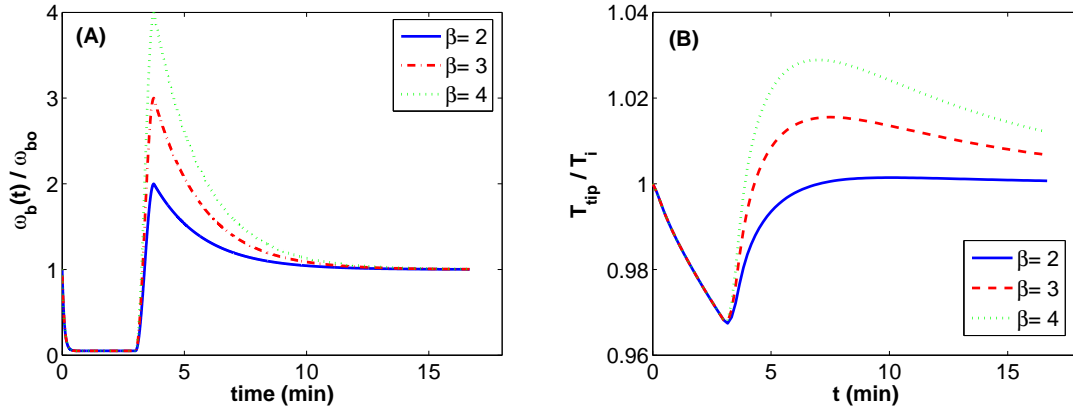 (A)
β= 2
β= 3
β= 4
ω_b(t) / ω_bo
4
3
2
1
0
0 5 10 15
time (min)
(B)
T_tip / T_i
1.04
1.02
1
0.98
0.96
β= 2
β= 3
β= 4
0 5 10 15
t (min)